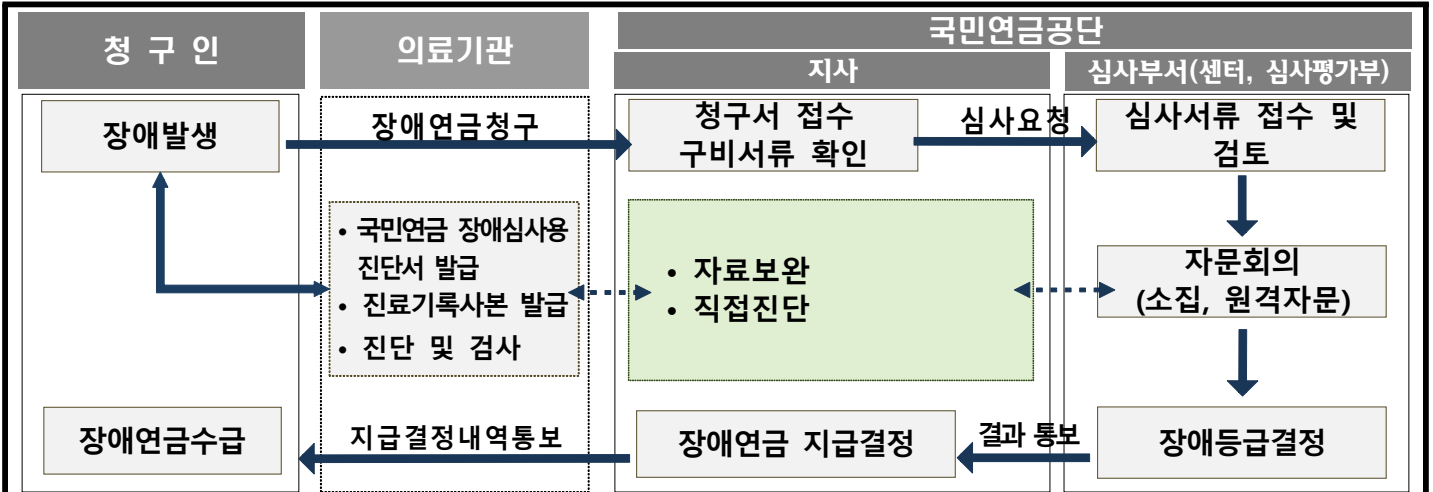 청 구 인
의료기관
국민연금공단
지사
심사부서(센터, 심사평가부)
장애발생
장애연금청구
청구서 접수
구비서류 확인
심사요청
심사서류 접수 및
검토
• 국민연금 장애심사용
진단서 발급
• 진료기록사본 발급
• 진단 및 검사
• 자료보완
• 직접진단
자문회의
(소집, 원격자문)
장애연금수급
지급결정내역통보
장애연금 지급결정
결과 통보
장애등급결정